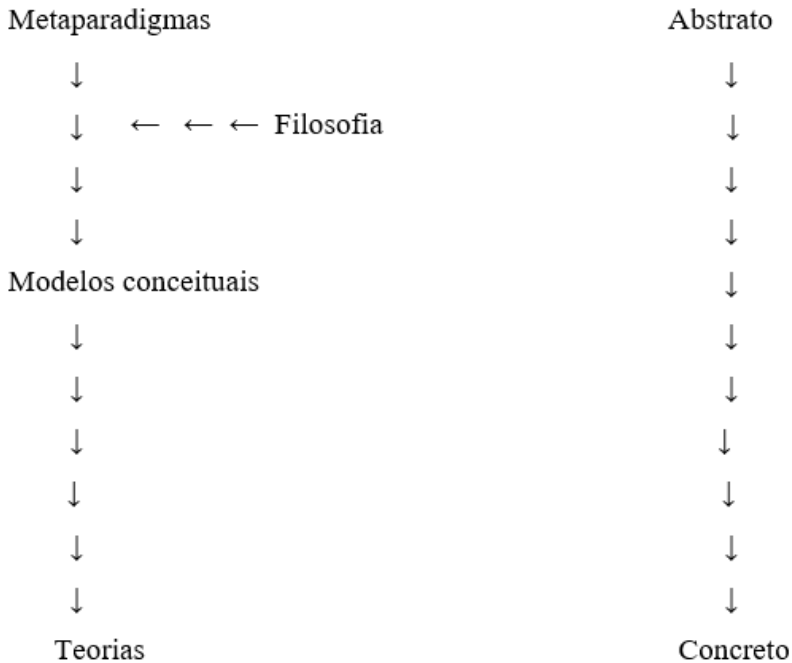 Metaparadigmas Abstrato
↓ ↓
↓ ← ← ← Filosofia ↓
↓ ↓
↓ ↓
Modelos conceituais ↓
↓ ↓
↓ ↓
↓ ↓
↓ ↓
↓ ↓
↓ ↓
Teorias Concreto